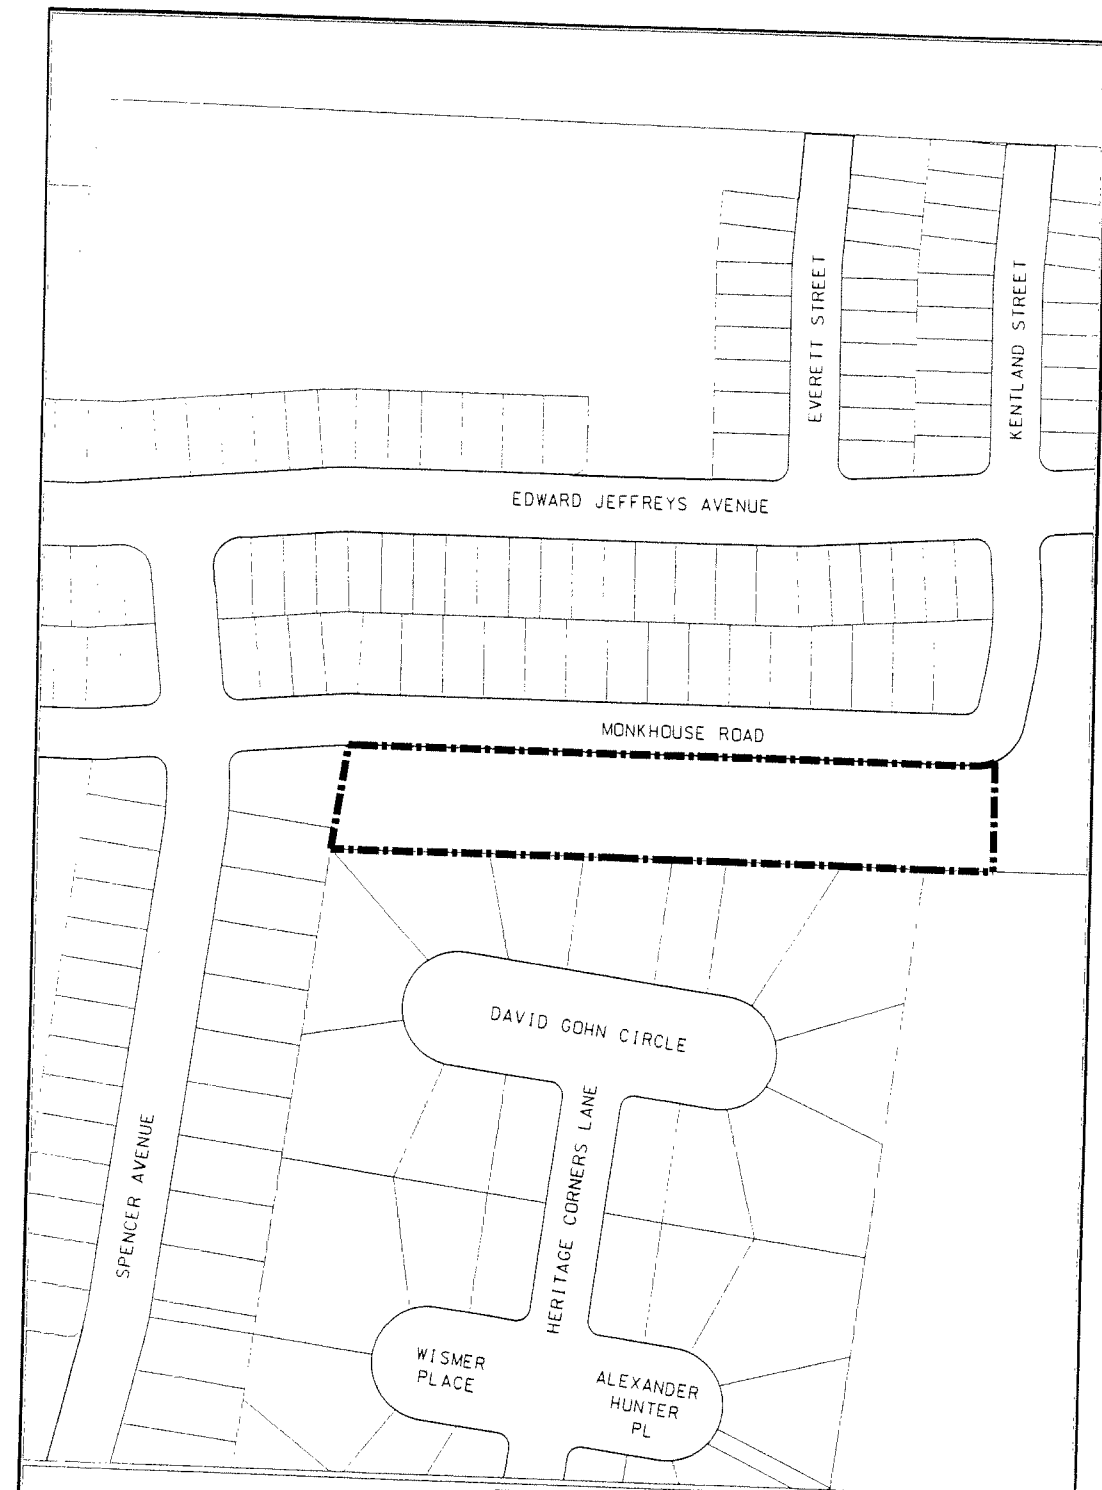 EVERETT STREET
KENTLAND STREET
EDWARD JEFFREYS AVENUE
MONKHOUSE ROAD
DAVID GOHN CIRCLE
HERITAGE CORNERS LANE
SPENCER AVENUE
WISMER
PLACE
ALEXANDER
HUNTER
PL